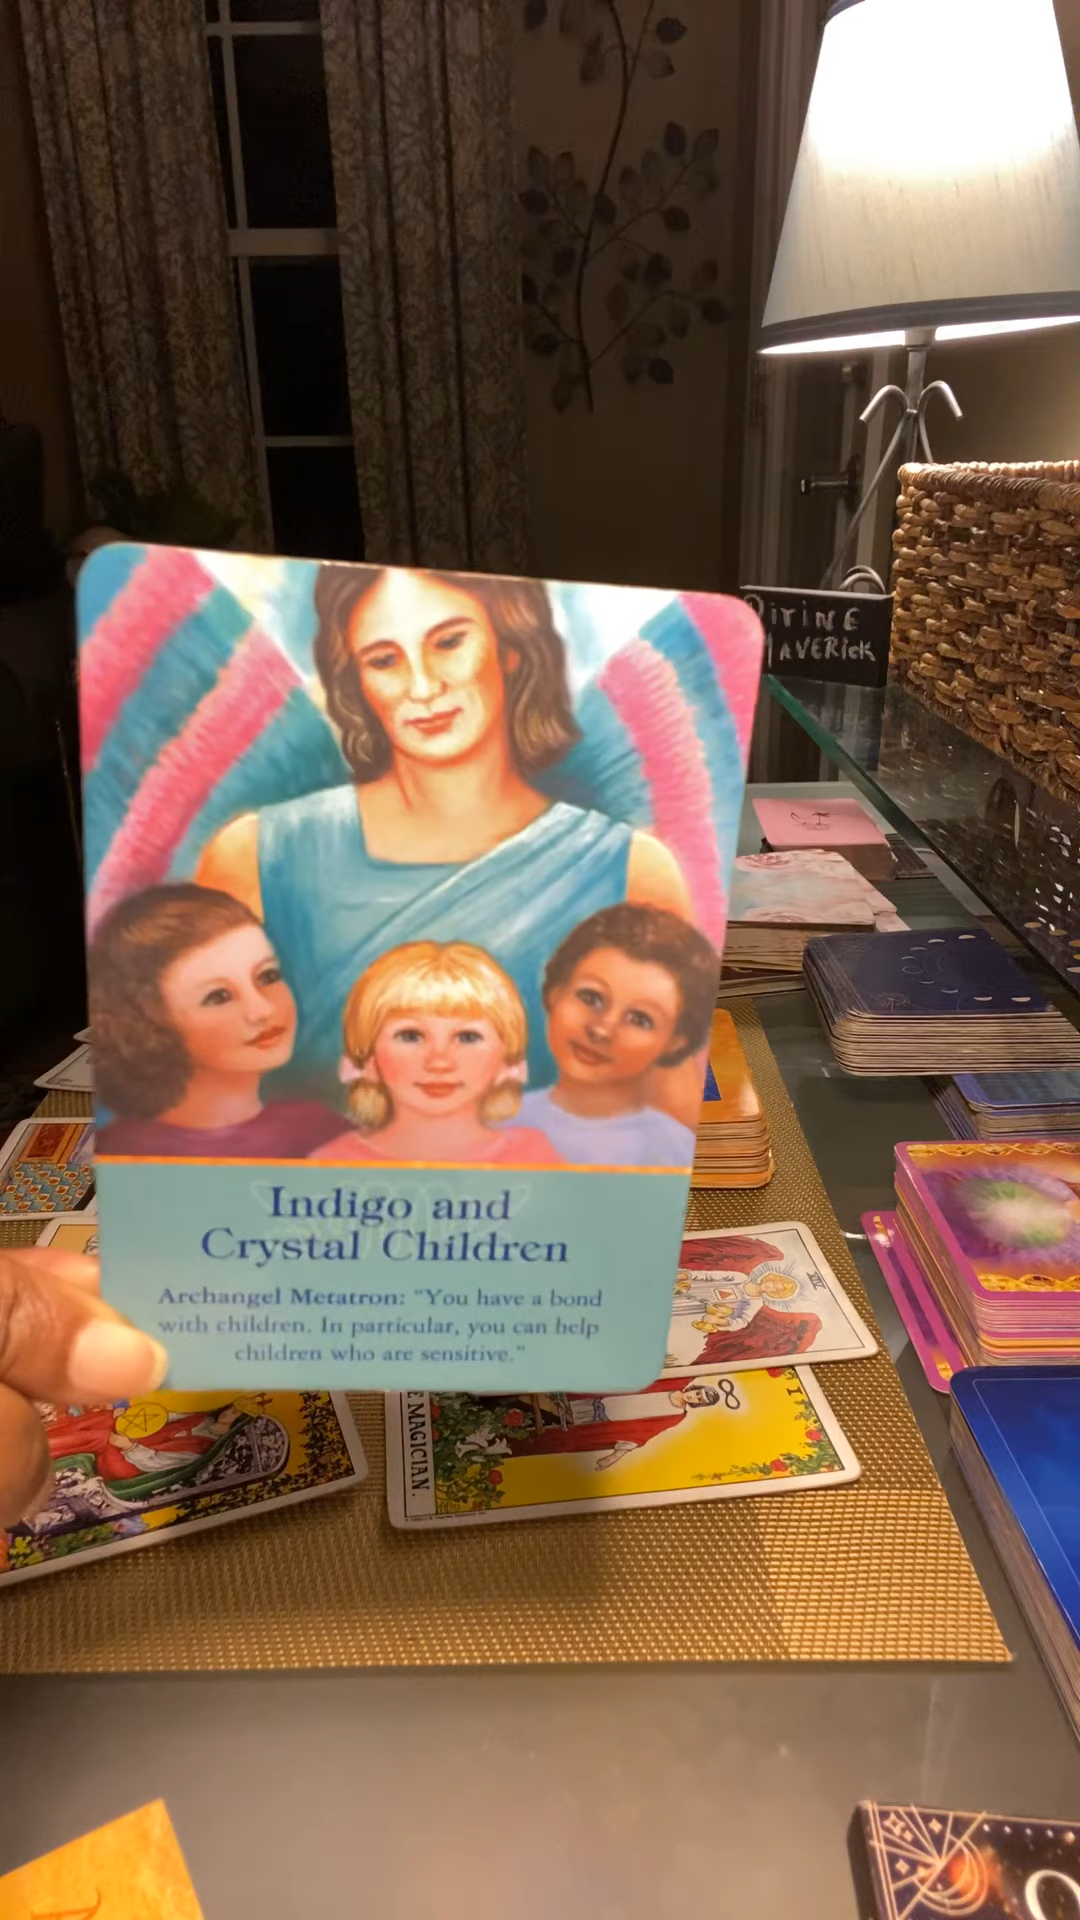 DIVINE
MAVERICK
Indigo and
Crystal Children
Archangel Metatron: "You have a bond
with children. In particular, you can help
children who are sensitive."
XIV
I
MAGICIAN.